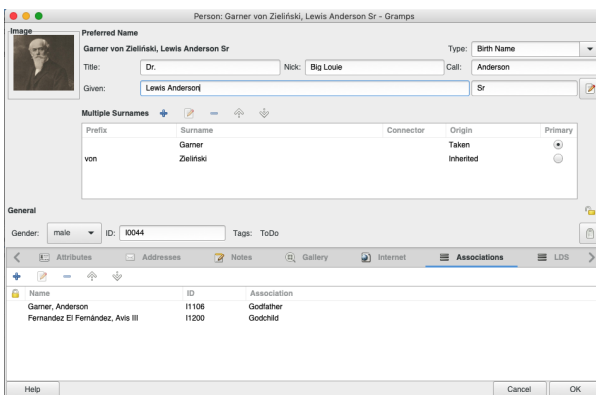 Person: Garner von Zieliński, Lewis Anderson Sr - Gramps
Image
Preferred Name
Garner von Zieliński, Lewis Anderson Sr
Type: Birth Name
Title: Dr. Nick: Big Louie Call: Anderson
Given: Lewis Anderson Sr
Multiple Surnames
Prefix Surname Connector Origin Primary
Garner Taken
von Zieliński Inherited
General
Gender: male ID: I0044 Tags: ToDo
Attributes Addresses Notes Gallery Internet Associations LDS
Name ID Association
Garner, Anderson I1106 Godfather
Fernandez El Fernández, Avis III I1200 Godchild
Help Cancel OK